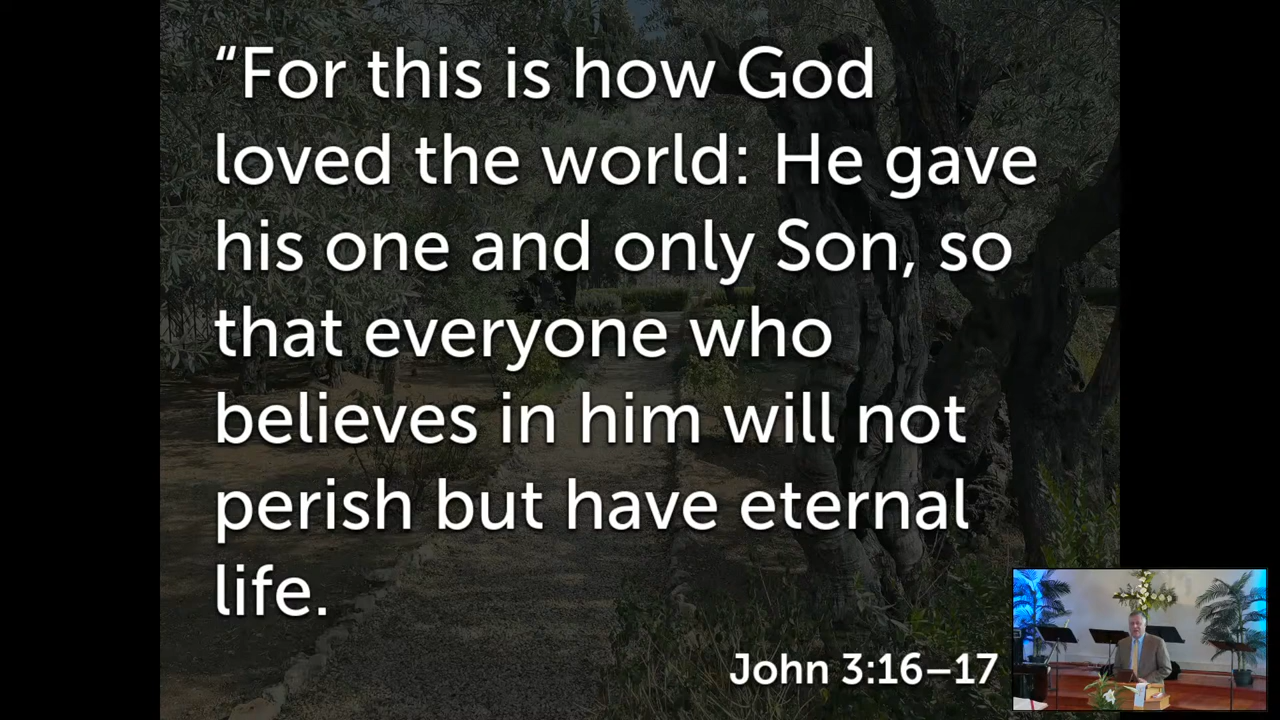 “For this is how God
loved the world: He gave
his one and only Son, so
that everyone who
believes in him will not
perish but have eternal
life.
John 3:16–17